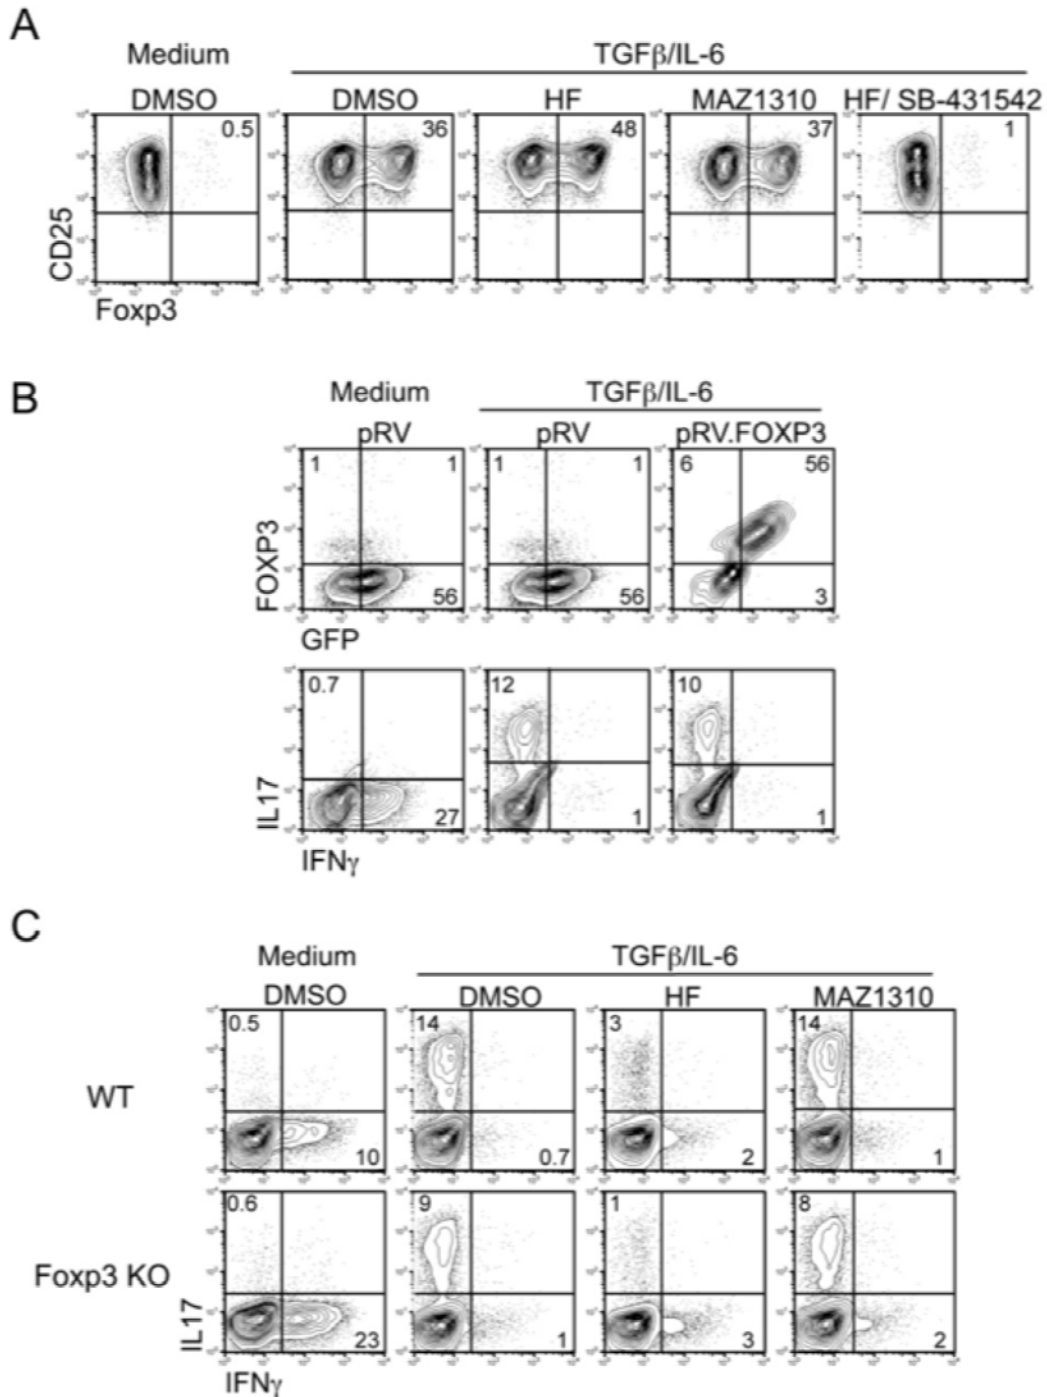 A
Medium TGFβ/IL-6
DMSO DMSO HF MAZ1310 HF/ SB-431542
0.5 36 48 37 1
CD25
Foxp3
B
Medium TGFβ/IL-6
pRV pRV pRV.FOXP3
1 1 1 1 6 56
FOXP3
56 56 3
GFP
0.7 12 10
IL17
27 1 1
IFNγ
C
Medium TGFβ/IL-6
DMSO DMSO HF MAZ1310
0.5 14 3 14
WT
10 0.7 2 1
0.6 9 1 8
Foxp3 KO
IL17
23 1 3 2
IFNγ